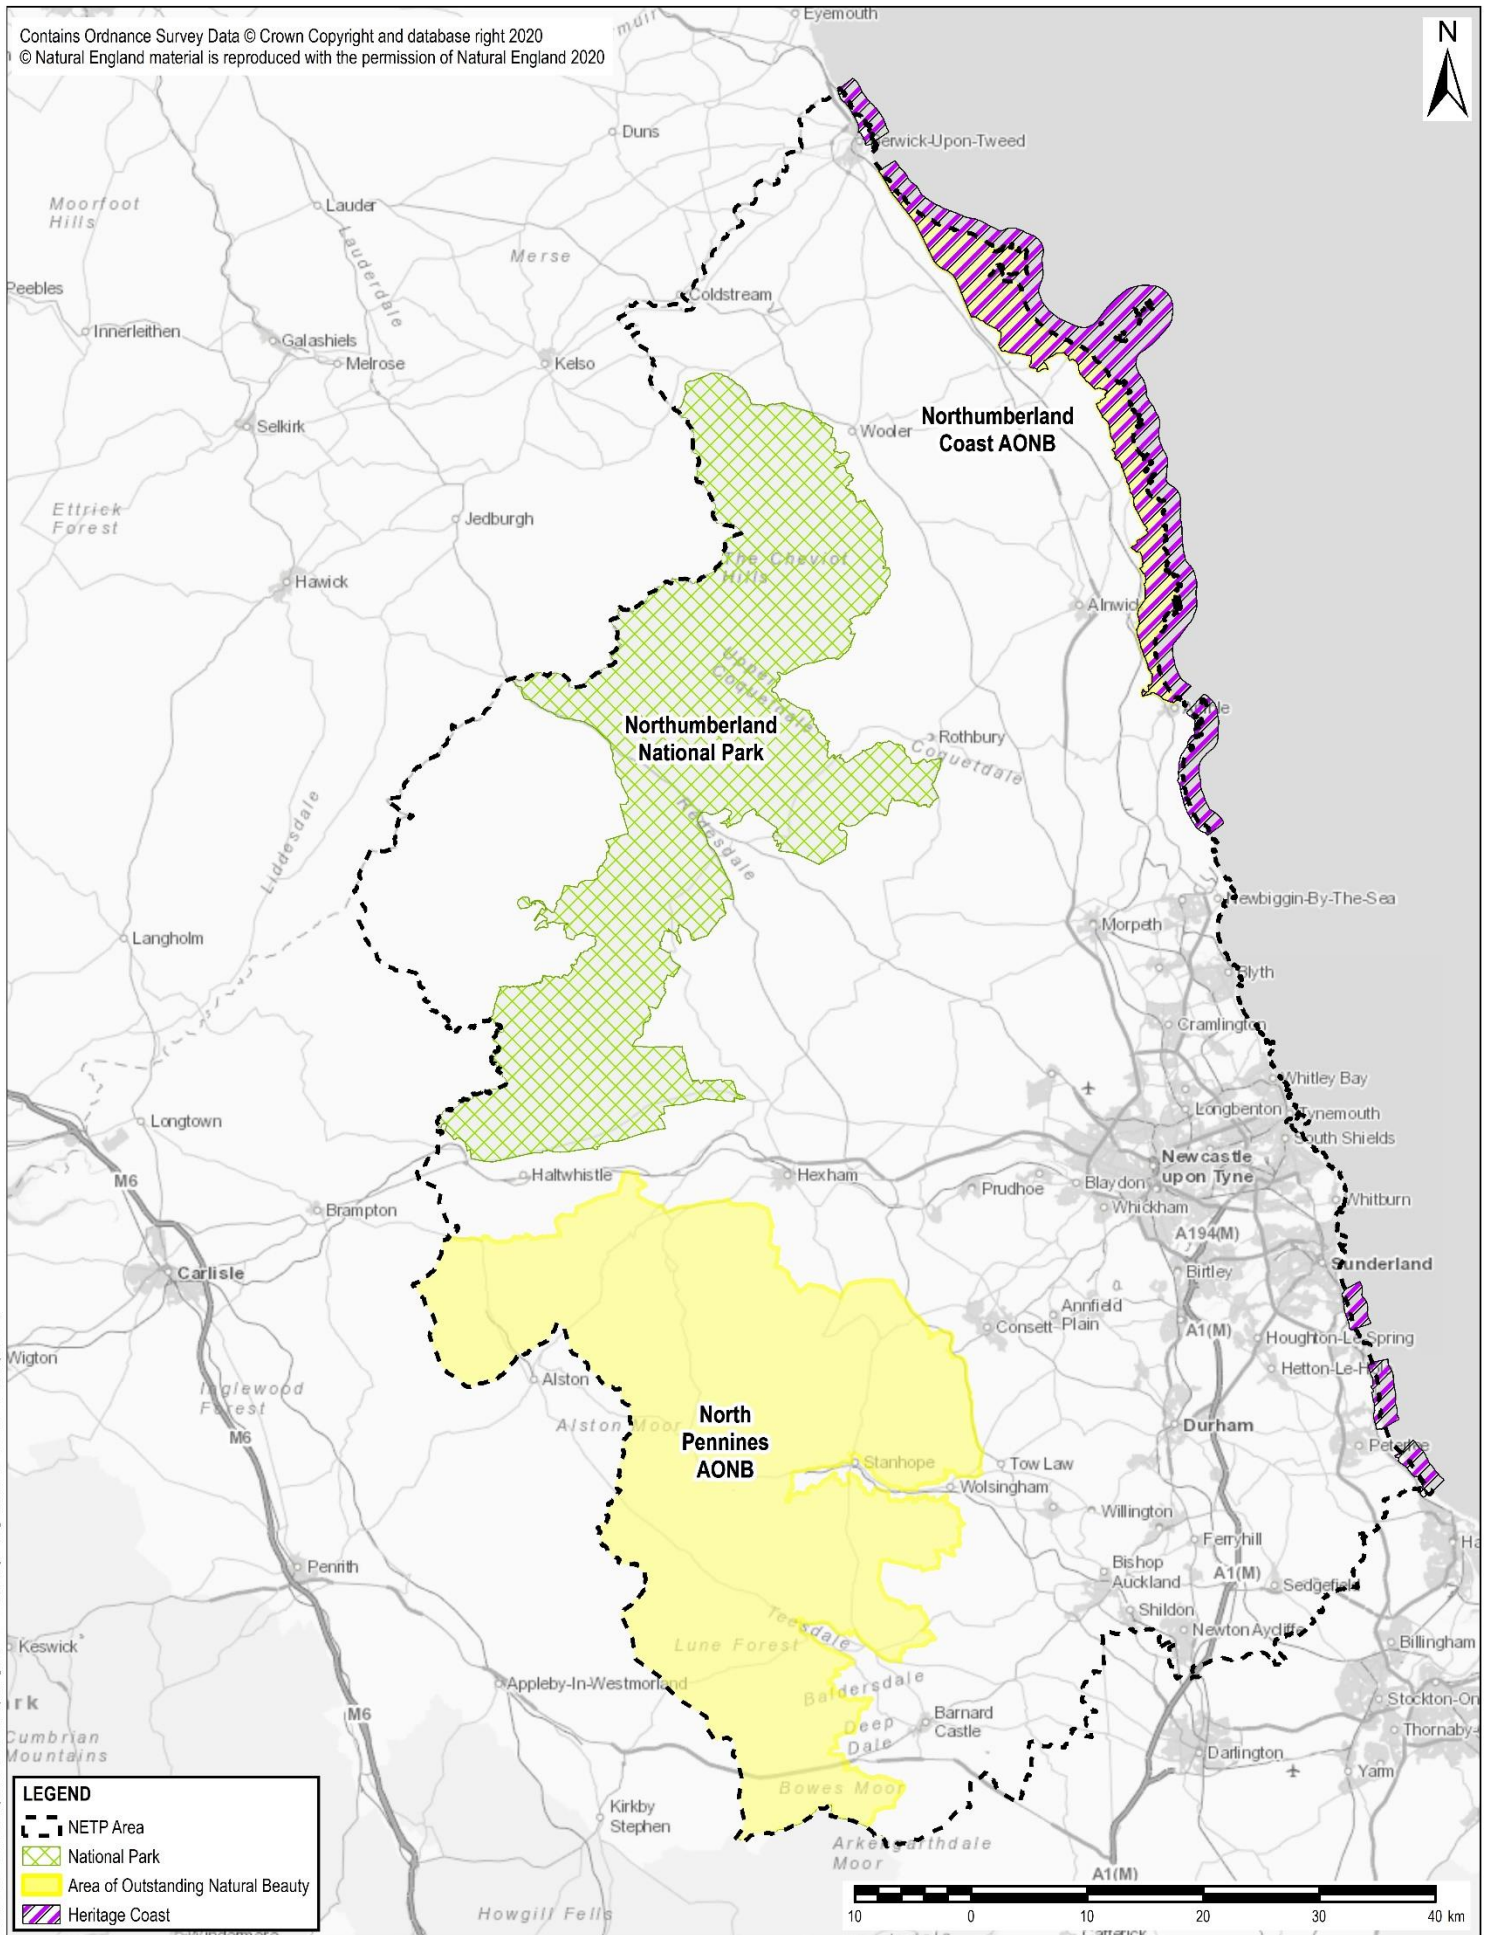 Contains Ordnance Survey Data © Crown Copyright and database right 2020
© Natural England material is reproduced with the permission of Natural England 2020
N
Eyemouth
Duns
Berwick-Upon-Tweed
Moorfoot
Hills
Lauder
Lauderdale
Merse
Peebles
Coldstream
Innerleithen
Galashiels
Melrose
Kelso
Selkirk
Wooler
Northumberland
Coast AONB
Ettrick
Forest
Jedburgh
The Cheviot
Hills
Hawick
Alnwick
Upper
Coquetdale
Northumberland
National Park
Rothbury
Coquetdale
Redesdale
Liddesdale
Newbiggin-By-The-Sea
Morpeth
Langholm
Blyth
Cramlington
Whitley Bay
Longtown
Longbenton
Tynemouth
South Shields
Newcastle
upon Tyne
M6
Haltwhistle
Hexham
Prudhoe
Blaydon
Whickham
Whitburn
Brampton
A194(M)
Carlisle
Birtley
Sunderland
Annfield
Plain
Consett
A1(M)
Houghton-Le-Spring
Wigton
Hetton-Le-H
Alston
Inglewood
Forest
Alston Moor
M6
North
Pennines
AONB
Durham
Peterlee
Stanhope
Tow Law
Wolsingham
Willington
Ferryhill
Ha
Penrith
Bishop
Auckland
A1(M)
Sedgefield
Shildon
Teesdale
Newton Aycliffe
Keswick
Lune Forest
Billingham
Appleby-In-Westmorland
Baldersdale
rk
Stockton-On
M6
Deep
Dale
Barnard
Castle
Thornaby-
Cumbrian
Mountains
Darlington
Yarm
Bowes Moor
Kirkby
Stephen
Arkengarthdale
Moor
A1(M)
Howgill Fells
LEGEND
NETP Area
National Park
Area of Outstanding Natural Beauty
Heritage Coast
10 0 10 20 30 40 km